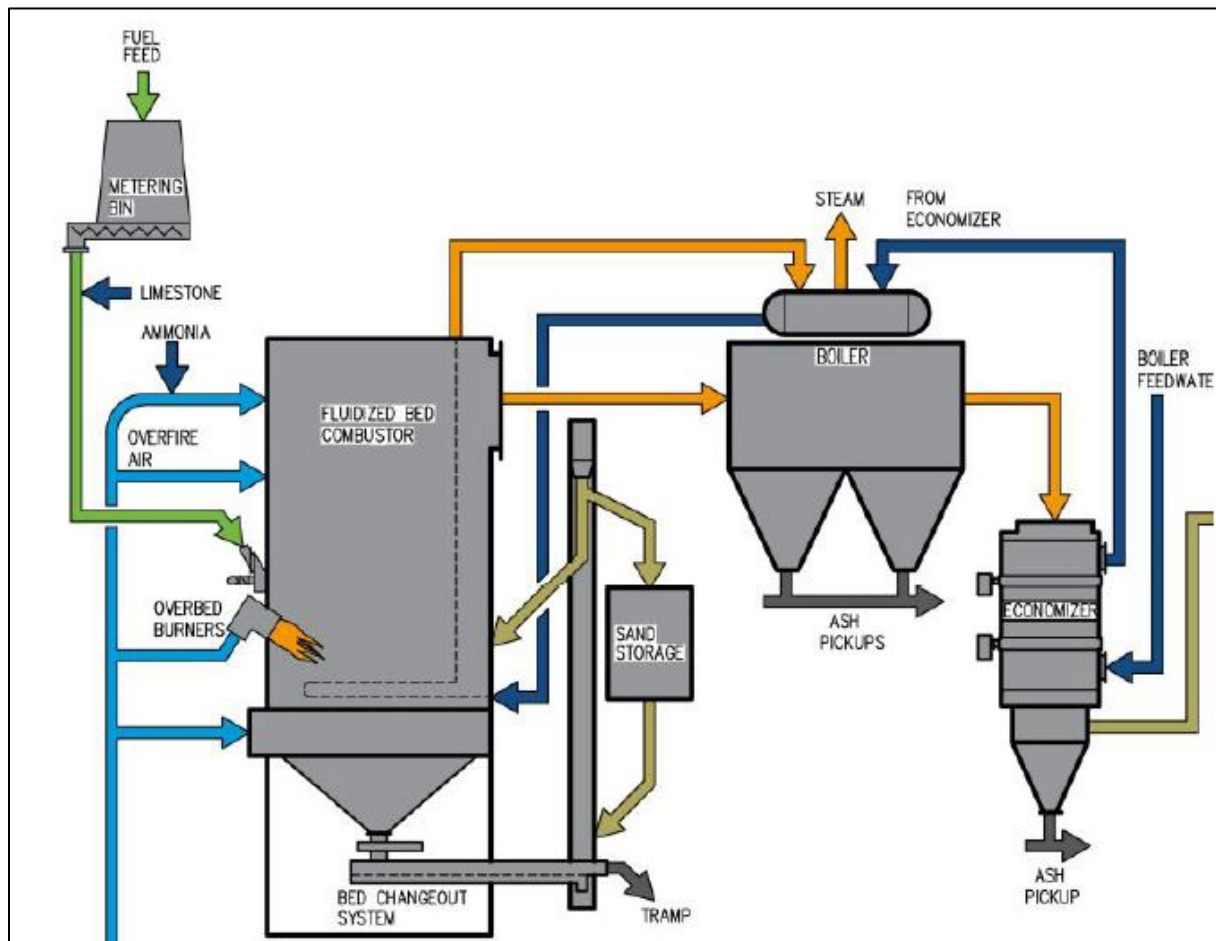 FUEL
FEED
METERING
BIN
LIMESTONE
AMMONIA
OVERFIRE
AIR
FLUIDIZED BED
COMBUSTOR
OVERBED
BURNERS
BED CHANGEOUT
SYSTEM
TRAMP
SAND
STORAGE
STEAM
FROM
ECONOMIZER
BOILER
ASH
PICKUPS
BOILER
FEEDWATE
ECONOMIZER
ASH
PICKUP